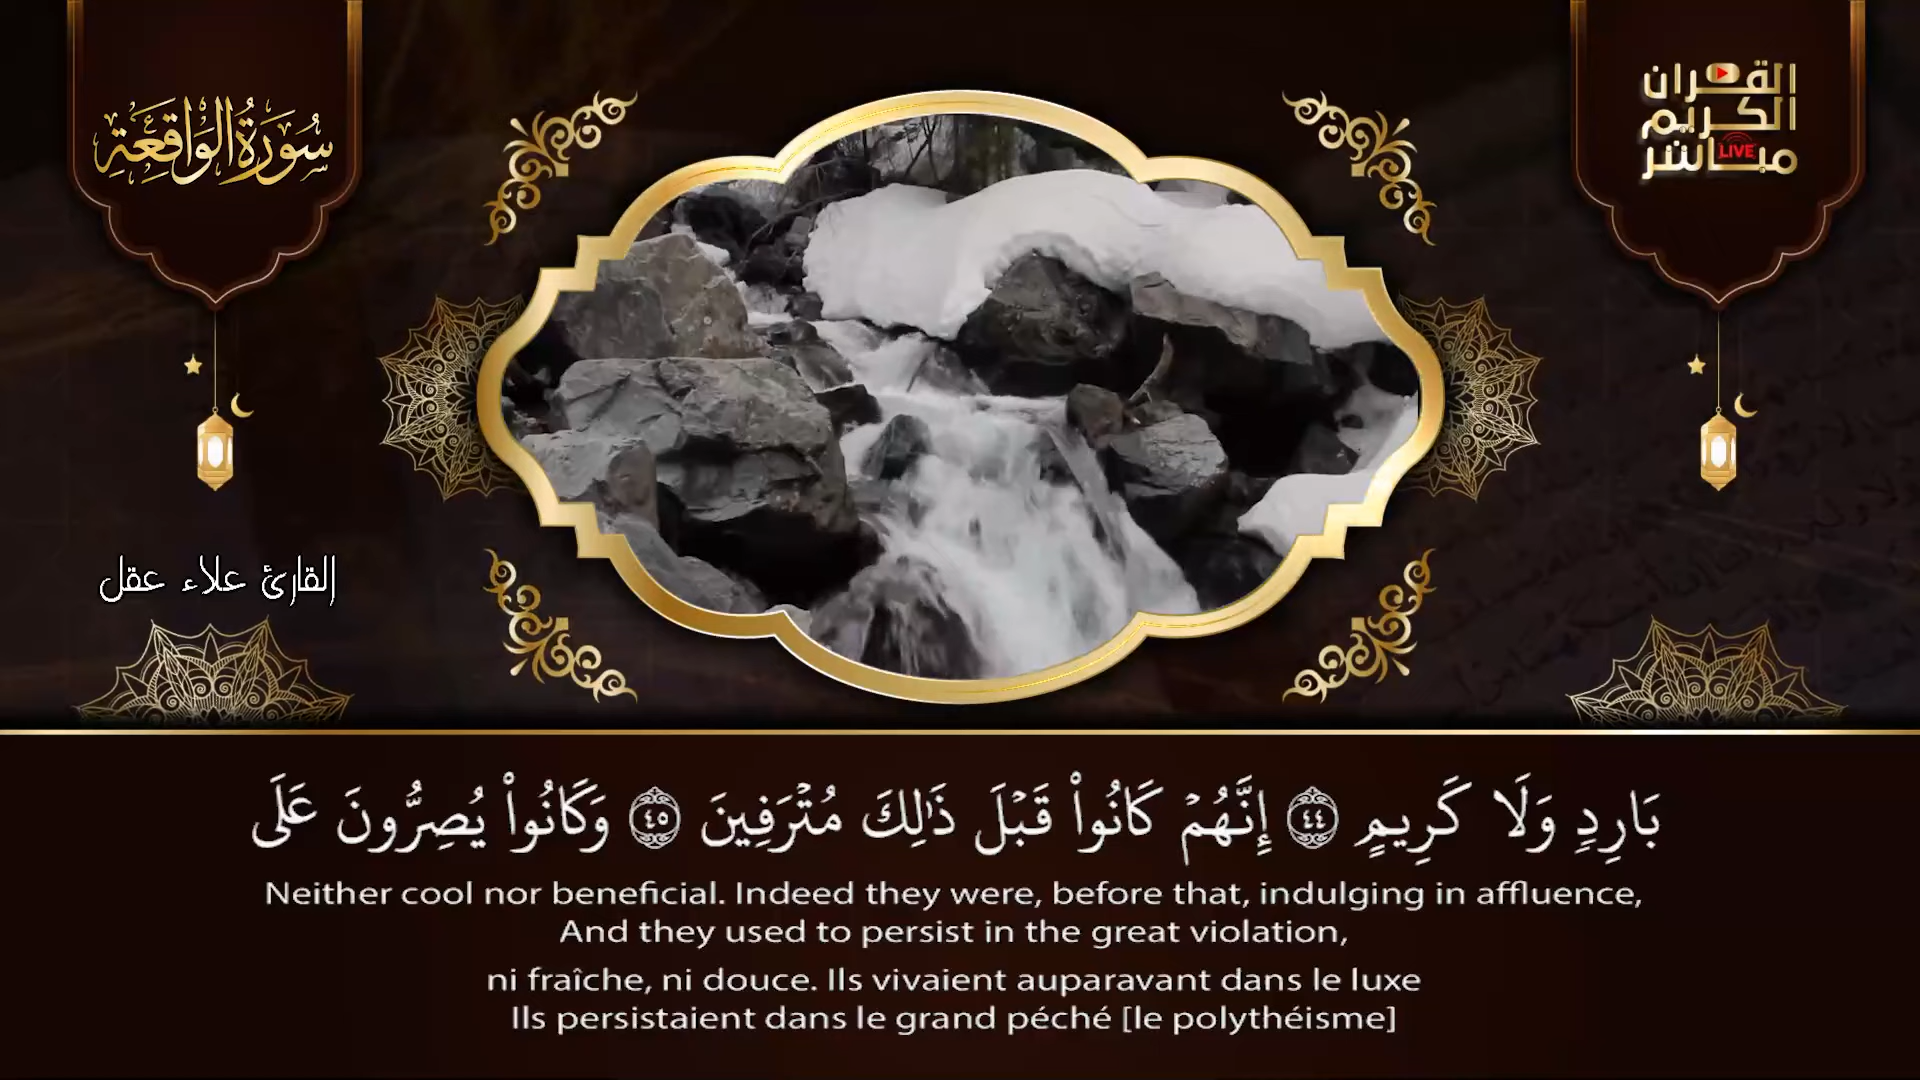 سُورَةُ الوَاقِعَةِ
القران
الكريم
مباشر
LIVE
القارئ علاء عقل
بَارِدٍ وَلَا كَرِيمٍ ٤٤ إِنَّهُمْ كَانُوا۟ قَبْلَ ذَٰلِكَ مُتْرَفِينَ ٤٥ وَكَانُوا۟ يُصِرُّونَ عَلَى
Neither cool nor beneficial. Indeed they were, before that, indulging in affluence,
And they used to persist in the great violation,
ni fraîche, ni douce. Ils vivaient auparavant dans le luxe
Ils persistaient dans le grand péché [le polythéisme]